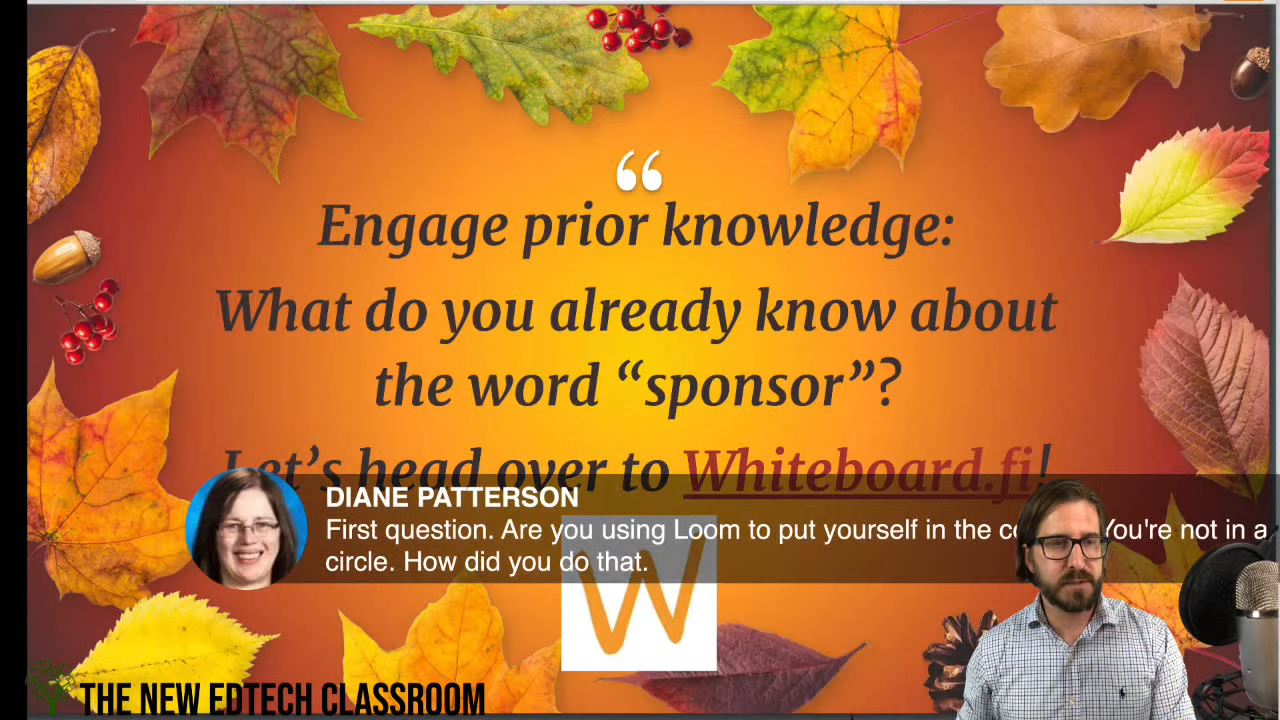 “
Engage prior knowledge:
What do you already know about
the word “sponsor”?
Let’s head over to Whiteboard.fi!
DIANE PATTERSON
First question. Are you using Loom to put yourself in the co You're not in a
circle. How did you do that.
W
THE NEW EDTECH CLASSROOM